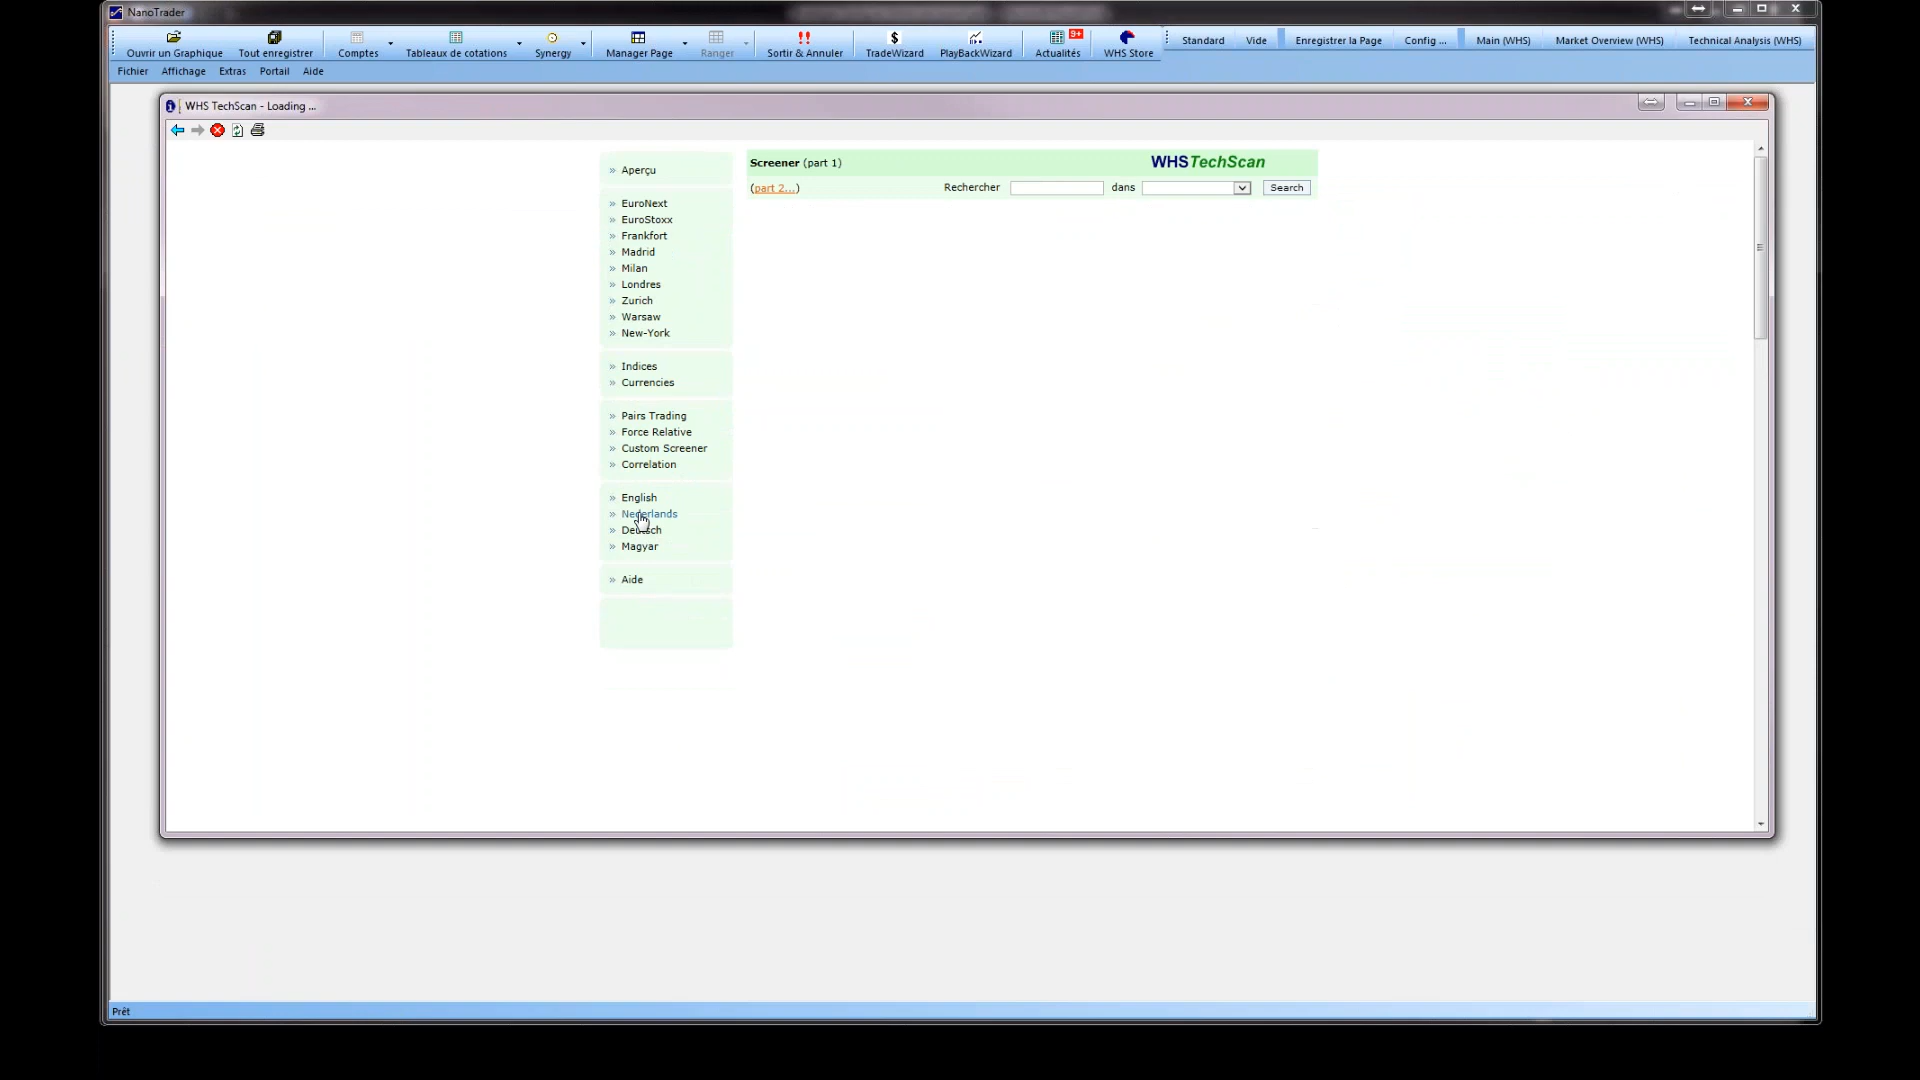 NanoTrader
Ouvrir un Graphique
Tout enregistrer
Comptes
Tableaux de cotations
Synergy
Manager Page
Ranger
Sortir & Annuler
TradeWizard
PlayBackWizard
9+
Actualités
WHS Store
Standard
Vide
Enregistrer la Page
Config ...
Main (WHS)
Market Overview (WHS)
Technical Analysis (WHS)
Fichier
Affichage
Extras
Portail
Aide
WHS TechScan - Loading ...
» Aperçu
» EuroNext
» EuroStoxx
» Frankfort
» Madrid
» Milan
» Londres
» Zurich
» Warsaw
» New-York
» Indices
» Currencies
» Pairs Trading
» Force Relative
» Custom Screener
» Correlation
» English
» Nederlands
» Deutsch
» Magyar
» Aide
Screener (part 1)
WHSTechScan
(part 2...)
Rechercher
dans
Search
Prêt